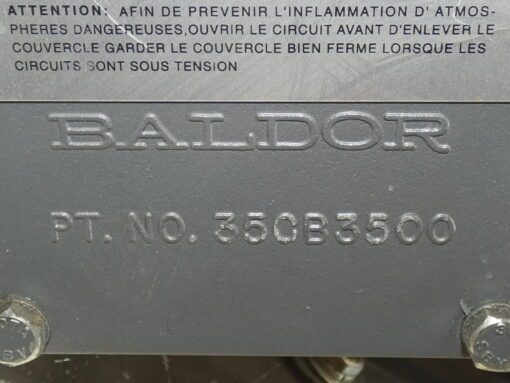 ATTENTION: AFIN DE PREVENIR L'INFLAMMATION D' ATMOS-
PHERES DANGEREUSES,OUVRIR LE CIRCUIT AVANT D'ENLEVER LE
COUVERCLE GARDER LE COUVERCLE BIEN FERME LORSQUE LES
CIRCUITS SONT SOUS TENSION
BALDOR
PT. NO. 35CB3500